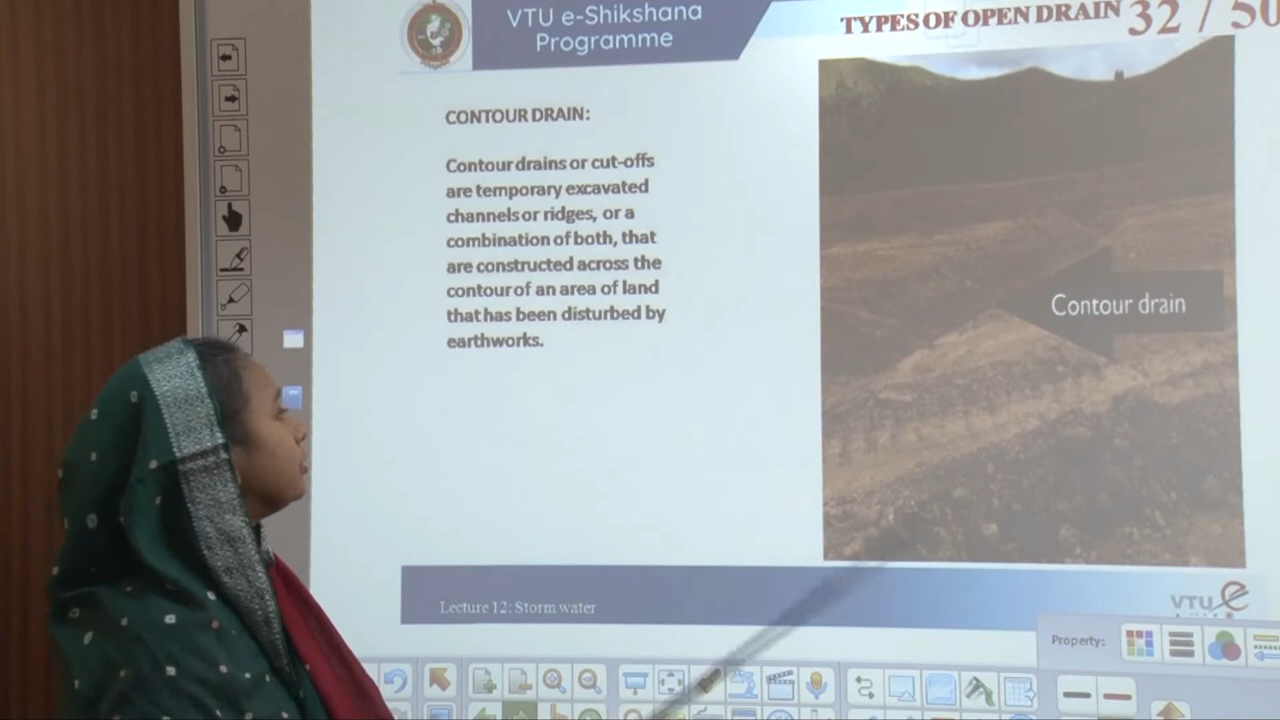 VTU e-Shikshana
Programme
TYPES OF OPEN DRAIN 32 / 50
CONTOUR DRAIN:
Contour drains or cut-offs
are temporary excavated
channels or ridges, or a
combination of both, that
are constructed across the
contour of an area of land
that has been disturbed by
earthworks.
Contour drain
Lecture 12: Storm water
VTU e
Property: